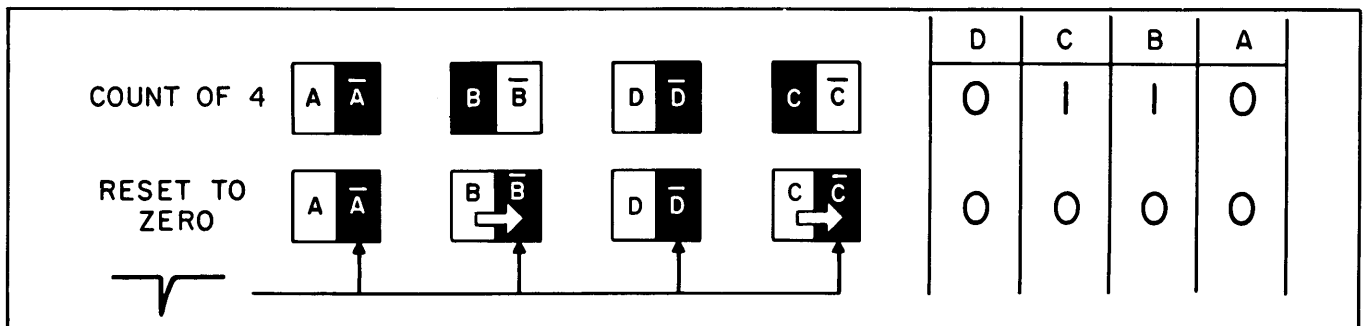 D C B A
COUNT OF 4 A A̅ B B̅ D D̅ C C̅ 0 1 1 0
RESET TO
ZERO A A̅ B B̅ D D̅ C C̅ 0 0 0 0